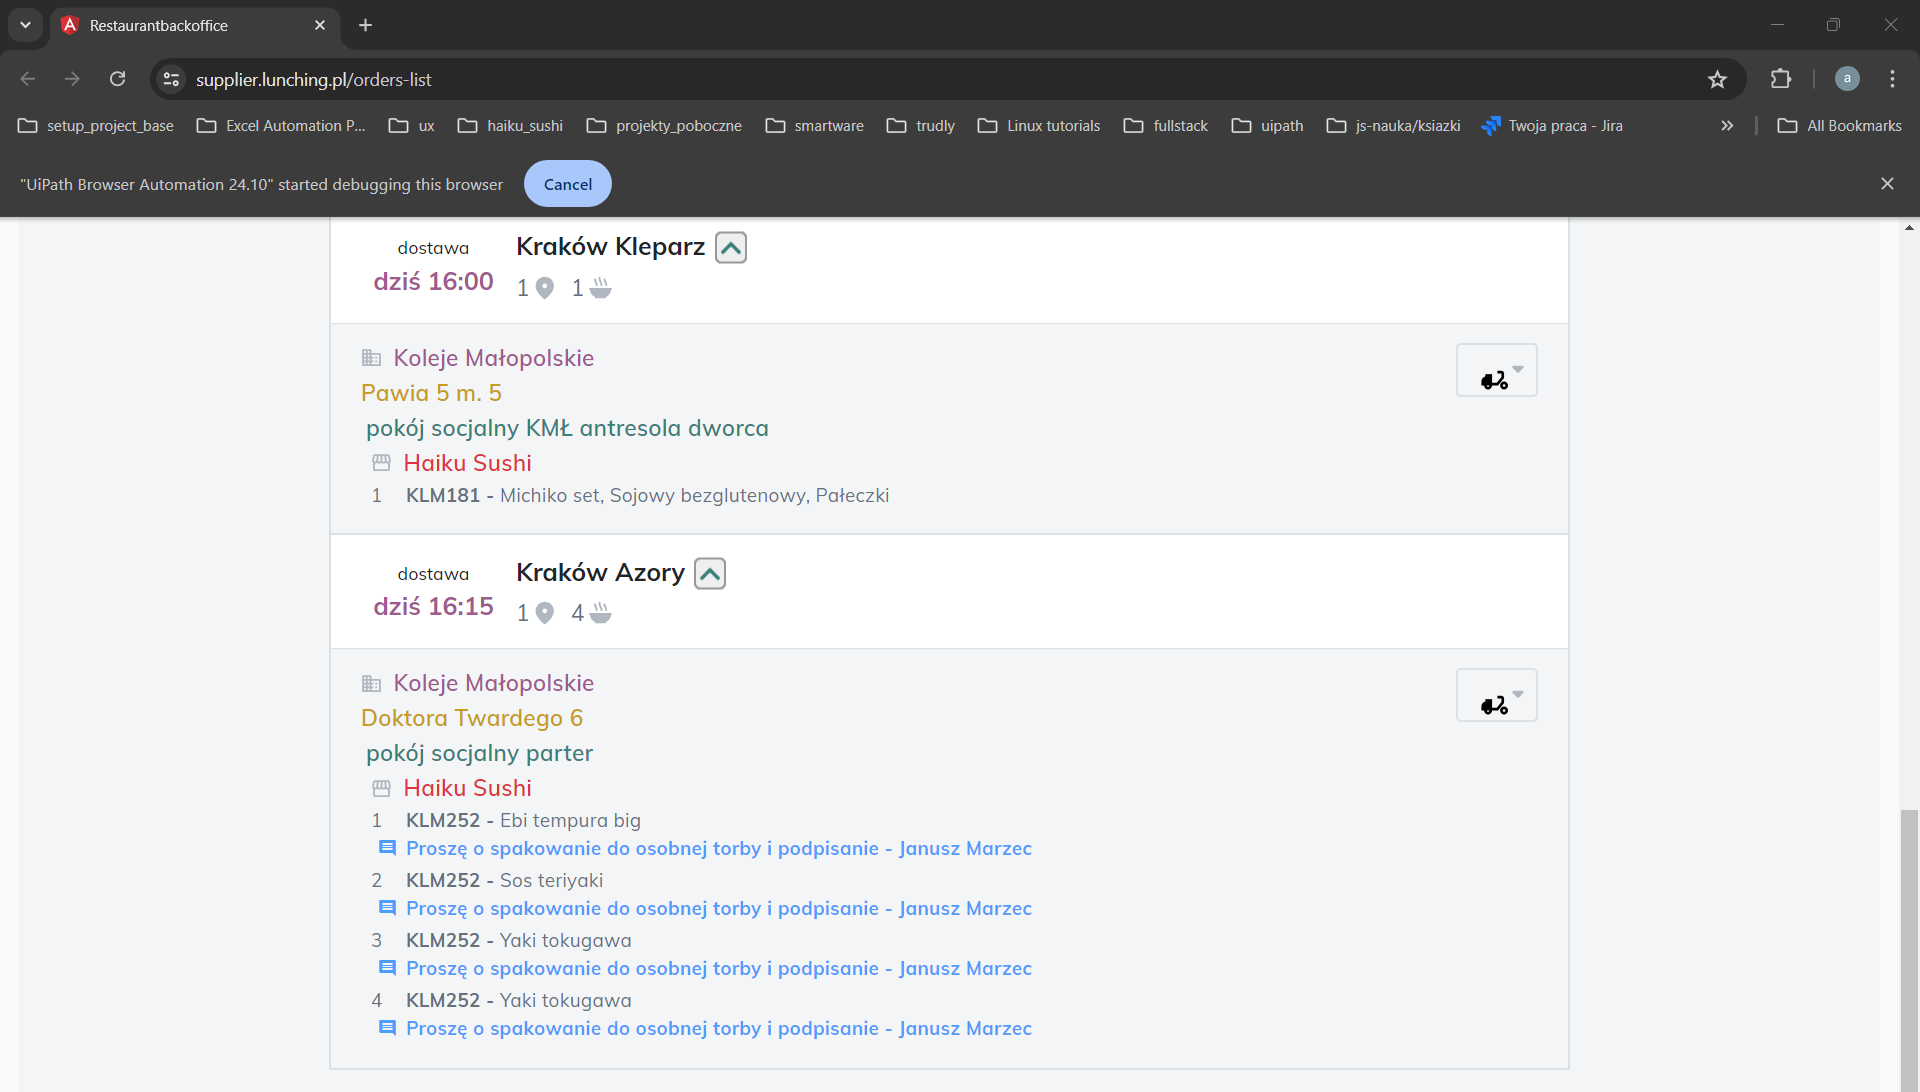 Restaurantbackoffice
supplier.lunching.pl/orders-list
a
setup_project_base
Excel Automation P...
ux
haiku_sushi
projekty_poboczne
smartware
trudly
Linux tutorials
fullstack
uipath
js-nauka/ksiazki
Twoja praca - Jira
All Bookmarks
"UiPath Browser Automation 24.10" started debugging this browser
Cancel
dostawa
Kraków Kleparz
dziś 16:00
1 1
Koleje Małopolskie
Pawia 5 m. 5
pokój socjalny KMŁ antresola dworca
Haiku Sushi
1 KLM181 - Michiko set, Sojowy bezglutenowy, Pałeczki
dostawa
Kraków Azory
dziś 16:15
1 4
Koleje Małopolskie
Doktora Twardego 6
pokój socjalny parter
Haiku Sushi
1 KLM252 - Ebi tempura big
Proszę o spakowanie do osobnej torby i podpisanie - Janusz Marzec
2 KLM252 - Sos teriyaki
Proszę o spakowanie do osobnej torby i podpisanie - Janusz Marzec
3 KLM252 - Yaki tokugawa
Proszę o spakowanie do osobnej torby i podpisanie - Janusz Marzec
4 KLM252 - Yaki tokugawa
Proszę o spakowanie do osobnej torby i podpisanie - Janusz Marzec